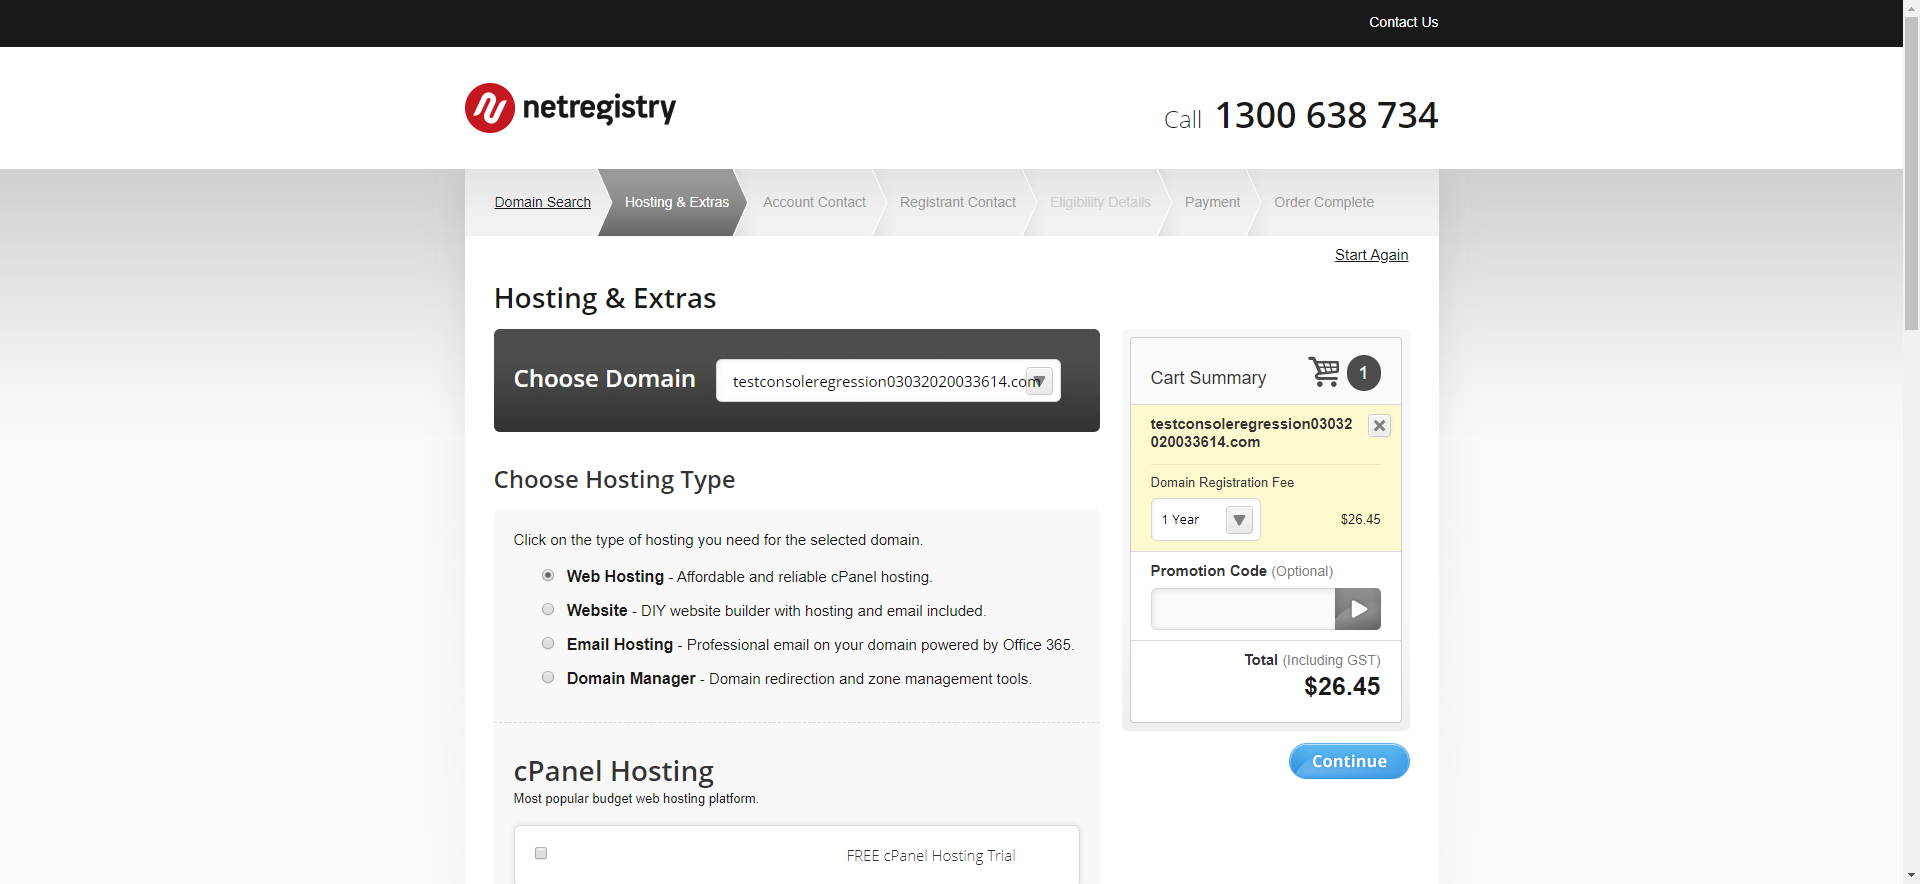 Contact Us
netregistry
Call 1300 638 734
Domain Search
Hosting & Extras
Account Contact
Registrant Contact
Eligibility Details
Payment
Order Complete
Start Again
Hosting & Extras
Choose Domain
testconsoleregression03032020033614.com
Choose Hosting Type
Click on the type of hosting you need for the selected domain.
Web Hosting - Affordable and reliable cPanel hosting.
Website - DIY website builder with hosting and email included.
Email Hosting - Professional email on your domain powered by Office 365.
Domain Manager - Domain redirection and zone management tools.
cPanel Hosting
Most popular budget web hosting platform.
FREE cPanel Hosting Trial
Cart Summary
1
testconsoleregression03032
020033614.com
Domain Registration Fee
1 Year
$26.45
Promotion Code (Optional)
Total (Including GST)
$26.45
Continue